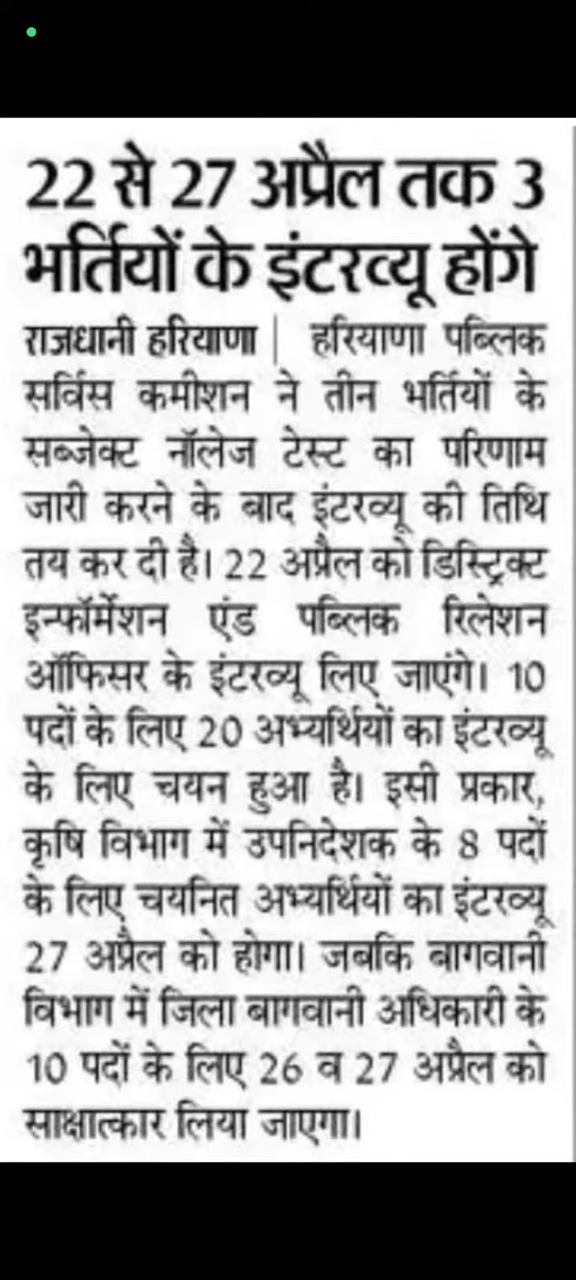 22 से 27 अप्रैल तक 3
भर्तियों के इंटरव्यू होंगे
राजधानी हरियाणा | हरियाणा पब्लिक
सर्विस कमीशन ने तीन भर्तियों के
सब्जेक्ट नॉलेज टेस्ट का परिणाम
जारी करने के बाद इंटरव्यू की तिथि
तय कर दी है। 22 अप्रैल को डिस्ट्रिक्ट
इन्फॉर्मेशन एंड पब्लिक रिलेशन
ऑफिसर के इंटरव्यू लिए जाएंगे। 10
पदों के लिए 20 अभ्यर्थियों का इंटरव्यू
के लिए चयन हुआ है। इसी प्रकार,
कृषि विभाग में उपनिदेशक के 8 पदों
के लिए चयनित अभ्यर्थियों का इंटरव्यू
27 अप्रैल को होगा। जबकि बागवानी
विभाग में जिला बागवानी अधिकारी के
10 पदों के लिए 26 व 27 अप्रैल को
साक्षात्कार लिया जाएगा।